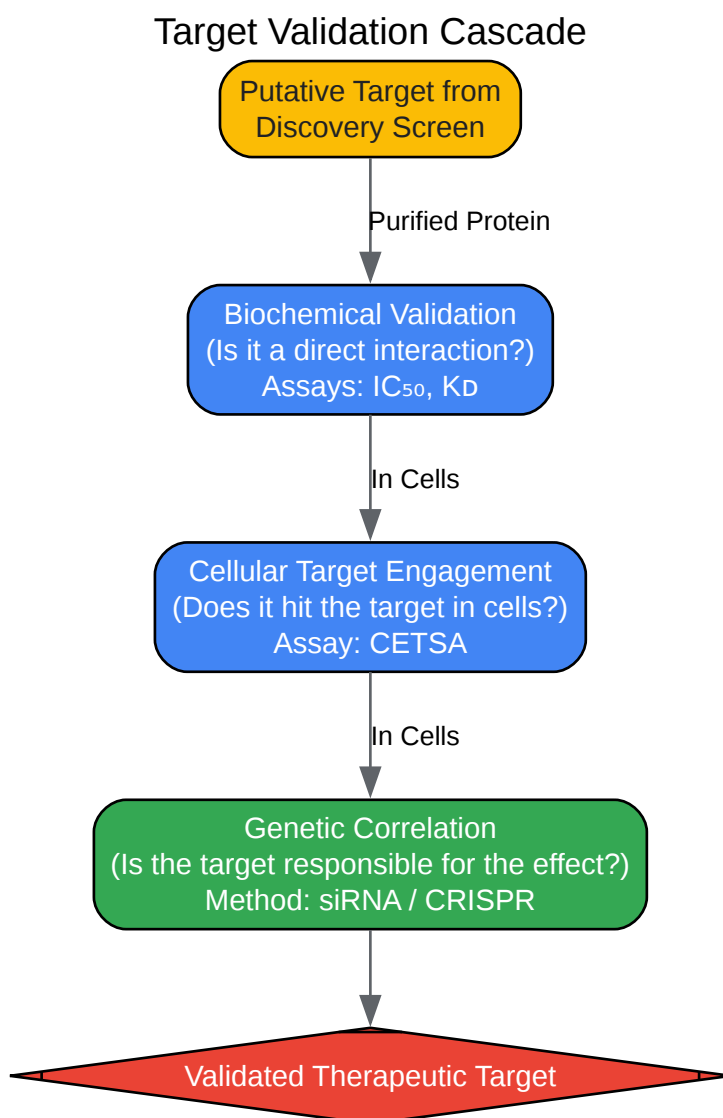 Target Validation Cascade
Putative Target from
Discovery Screen
Purified Protein
Biochemical Validation
(Is it a direct interaction?)
Assays: IC₅₀, Kᴅ
In Cells
Cellular Target Engagement
(Does it hit the target in cells?)
Assay: CETSA
In Cells
Genetic Correlation
(Is the target responsible for the effect?)
Method: siRNA / CRISPR
Validated Therapeutic Target